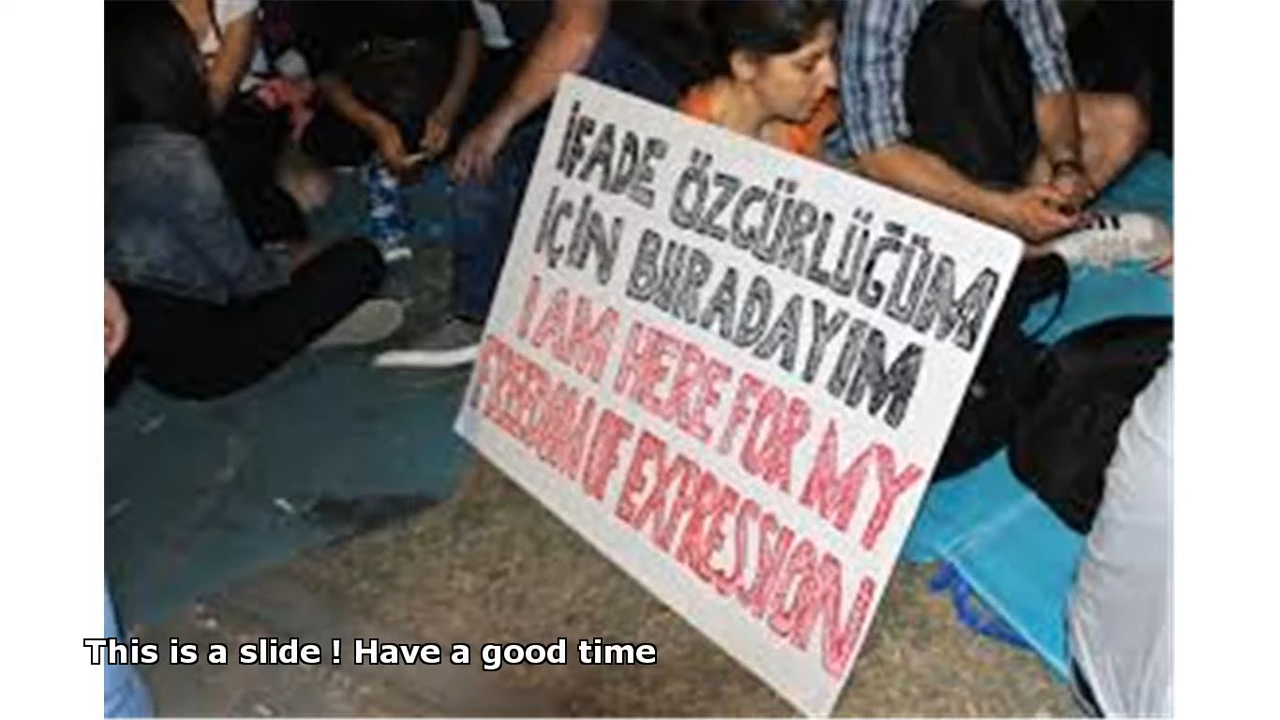 İFADE ÖZGÜRLÜĞÜM
İÇİN BURADAYIM
I AM HERE FOR MY
FREEDOM OF EXPRESSION
This is a slide ! Have a good time